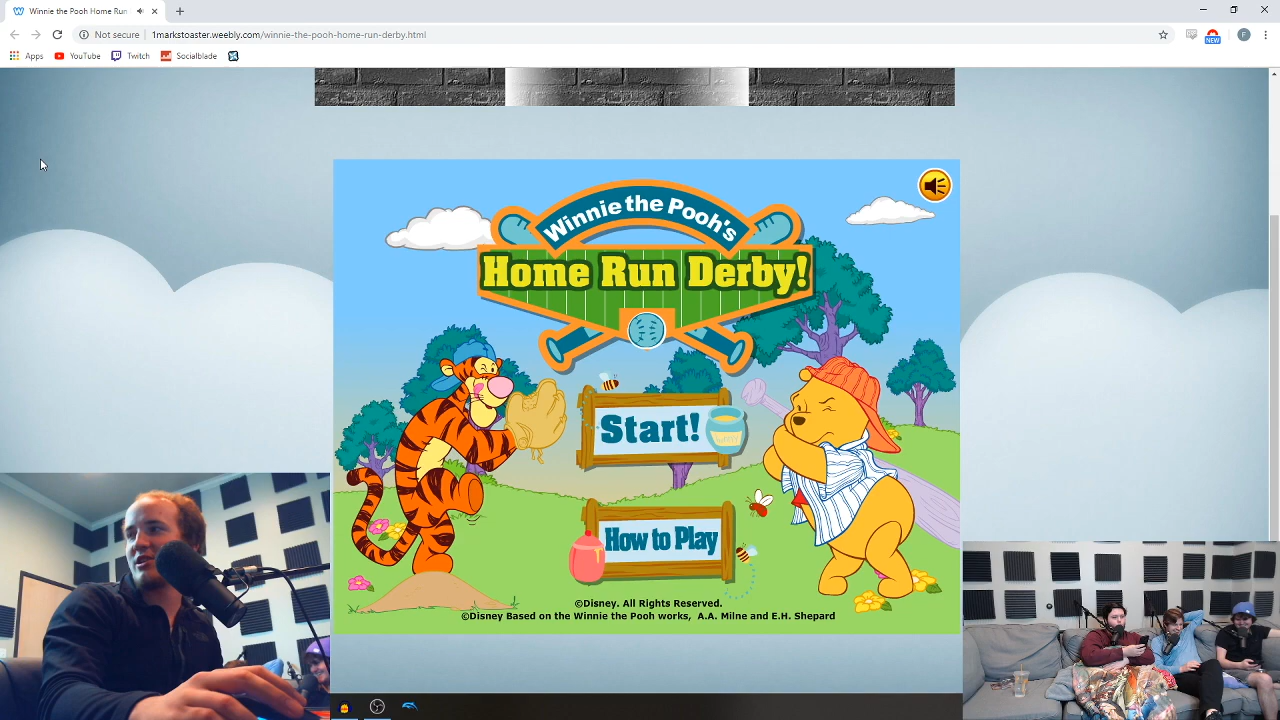 Winnie the Pooh Home Run
Not secure 1markstoaster.weebly.com/winnie-the-pooh-home-run-derby.html
F
NEW
Apps YouTube Twitch Socialblade
Winnie the Pooh's
Home Run Derby!
Start!
HUNNY
How to Play
©Disney. All Rights Reserved.
©Disney Based on the Winnie the Pooh works, A.A. Milne and E.H. Shepard